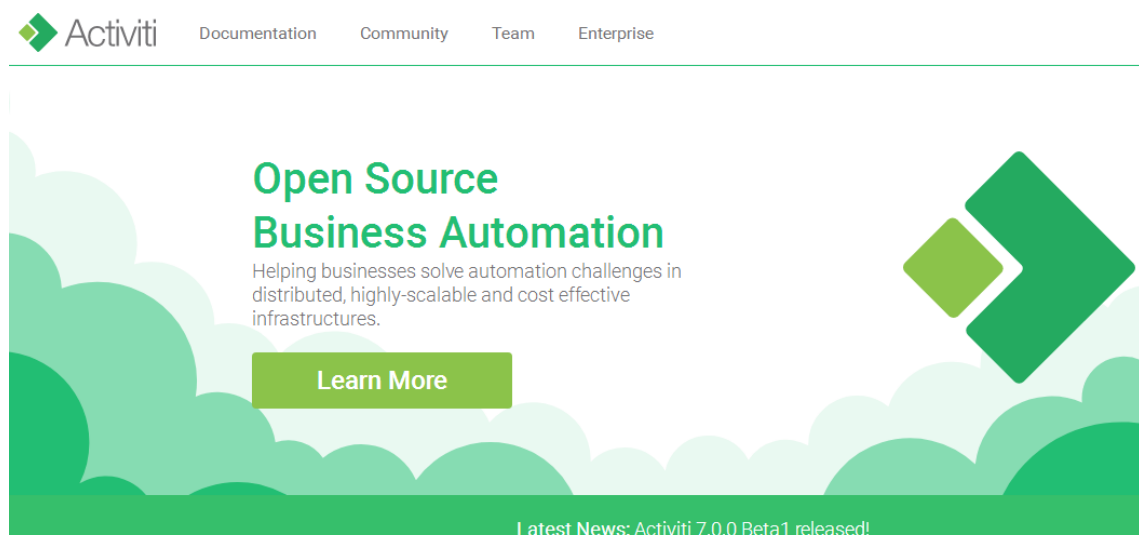 Activiti
Documentation Community Team Enterprise
Open Source
Business Automation
Helping businesses solve automation challenges in
distributed, highly-scalable and cost effective
infrastructures.
Learn More
Latest News: Activiti 7.0.0 Beta1 released!